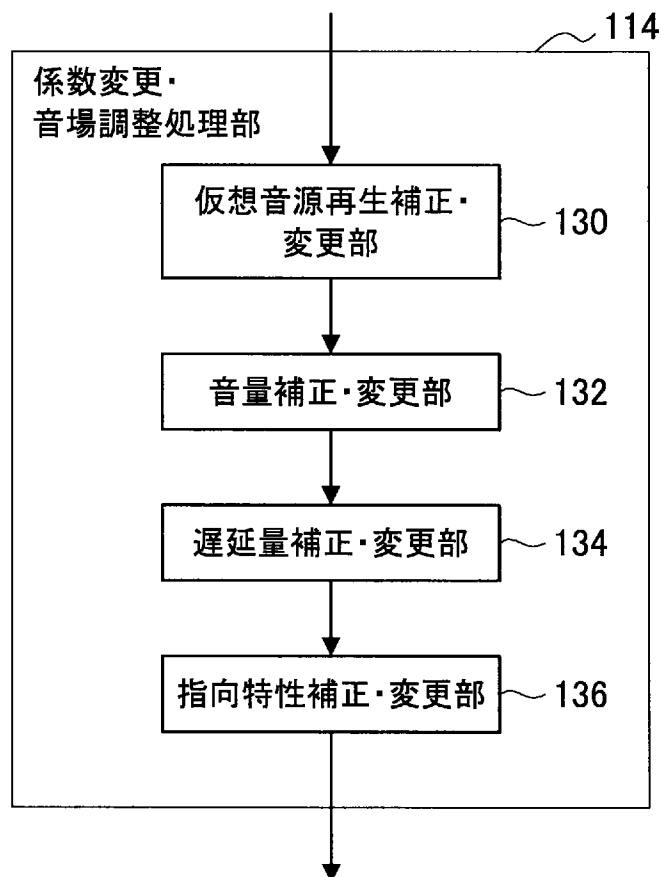 114
係数変更・
音場調整処理部
仮想音源再生補正・
変更部
130
音量補正・変更部
132
遅延量補正・変更部
134
指向特性補正・変更部
136